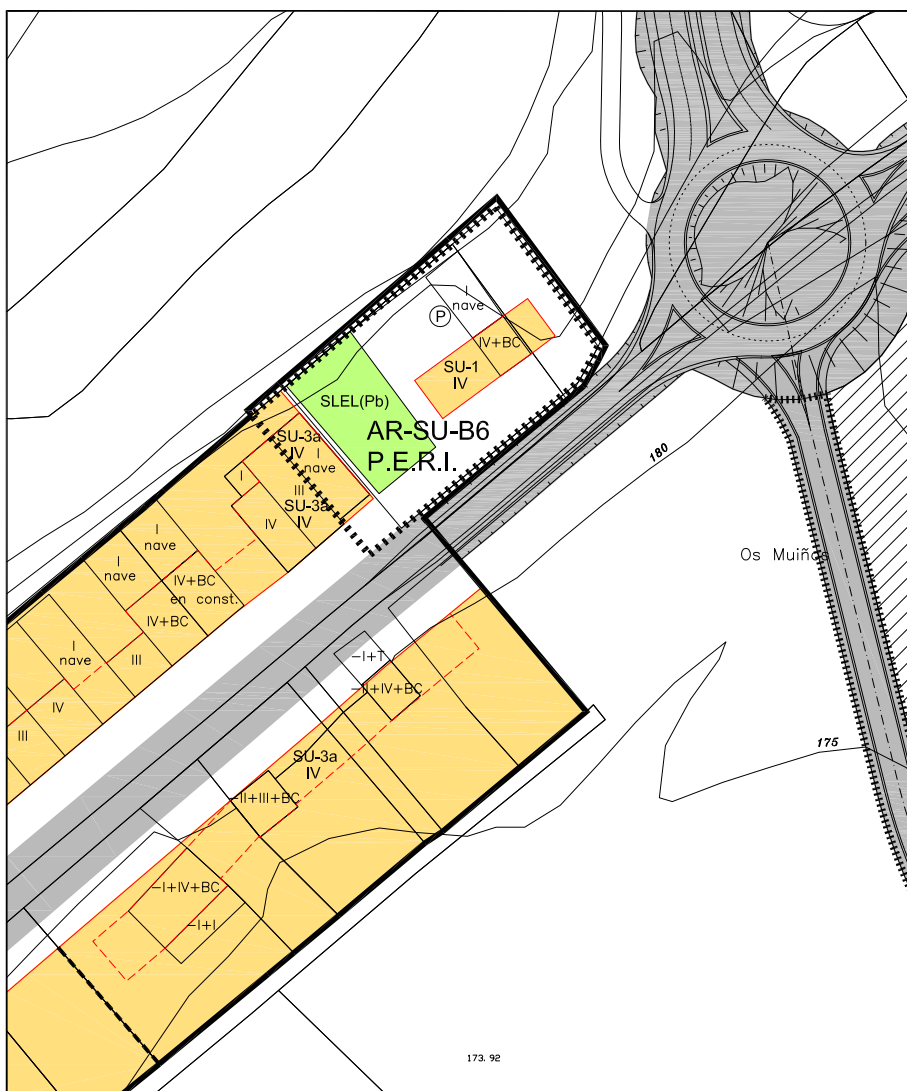 I
nave
P
IV+BC
SU-1
IV
SLEL(Pb)
AR-SU-B6
P.E.R.I.
SU-3a
IV
I
nave
I
III
SU-3a
IV
IV
180
Os Muiños
I
nave
I
nave
IV+BC
en const.
IV+BC
I
nave
III
IV
III
-I+T
-II+IV+BC
175
SU-3a
IV
-II+III+BC
-I+IV+BC
-I+I
173.92